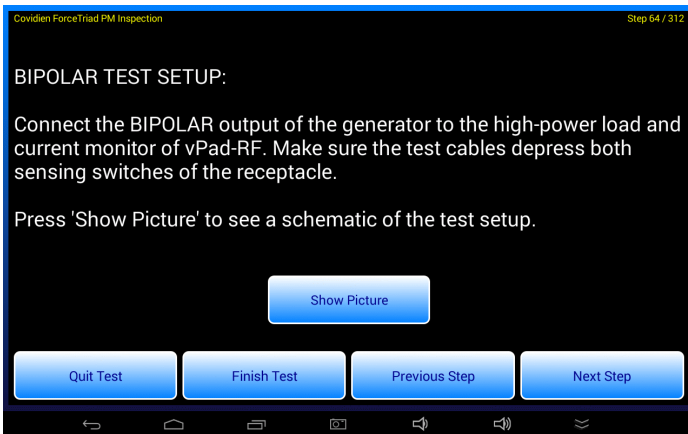 Covidien ForceTriad PM Inspection
Step 64 / 312
BIPOLAR TEST SETUP:
Connect the BIPOLAR output of the generator to the high-power load and
current monitor of vPad-RF. Make sure the test cables depress both
sensing switches of the receptacle.
Press 'Show Picture' to see a schematic of the test setup.
Show Picture
Quit Test
Finish Test
Previous Step
Next Step